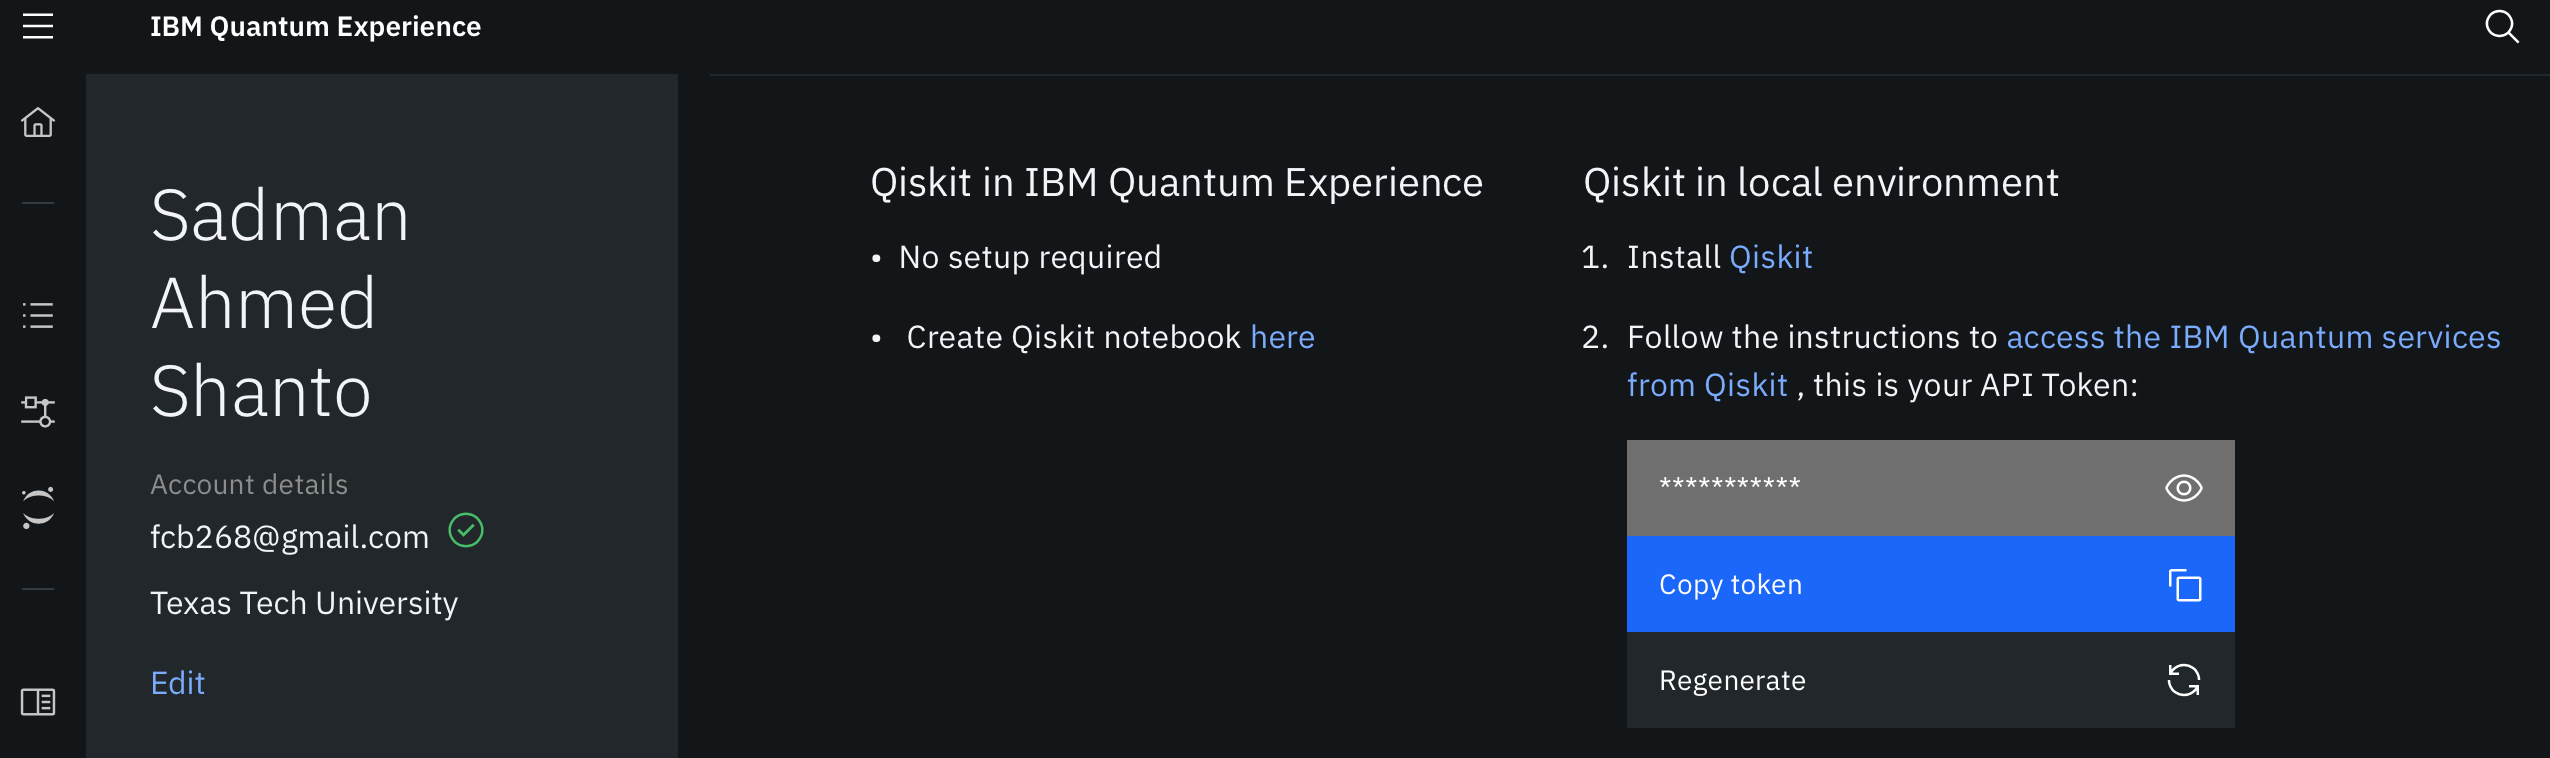 IBM Quantum Experience
Sadman
Ahmed
Shanto
Account details
fcb268@gmail.com
Texas Tech University
Edit
Qiskit in IBM Quantum Experience
• No setup required
• Create Qiskit notebook here
Qiskit in local environment
1. Install Qiskit
2. Follow the instructions to access the IBM Quantum services
from Qiskit , this is your API Token:
***********
Copy token
Regenerate